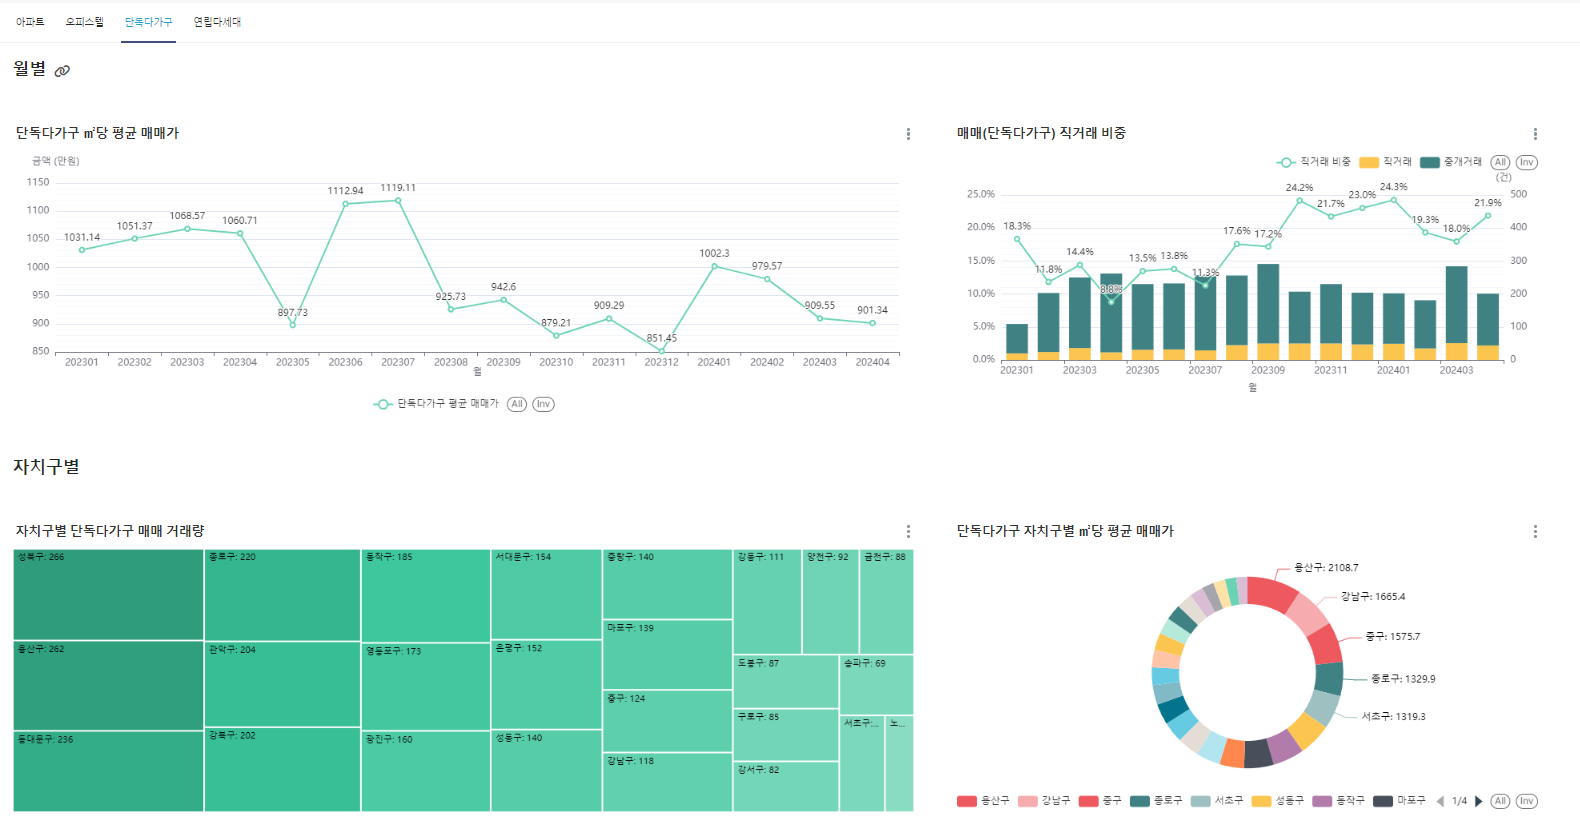 아파트 오피스텔 단독다가구 연립다세대
월별
단독다가구 ㎡당 평균 매매가
금액 (만원)
1150
1100
1050
1000
950
900
850
1031.14
1051.37
1068.57
1060.71
897.73
1112.94
1119.11
925.73
942.6
879.21
909.29
851.45
1002.3
979.57
909.55
901.34
202301 202302 202303 202304 202305 202306 202307 202308 202309 202310 202311 202312 202401 202402 202403 202404
월
단독다가구 평균 매매가 All Inv
매매(단독다가구) 직거래 비중
직거래 비중 직거래 중개거래 All Inv
(건)
25.0%
20.0%
15.0%
10.0%
5.0%
0.0%
500
400
300
200
100
0
18.3%
11.8%
14.4%
8.8%
13.5%
13.8%
11.3%
17.6%
17.2%
24.2%
21.7%
23.0%
24.3%
19.3%
18.0%
21.9%
202301 202303 202305 202307 202309 202311 202401 202403
월
자치구별
자치구별 단독다가구 매매 거래량
성북구: 266
용산구: 262
동대문구: 236
종로구: 220
관악구: 204
강북구: 202
동작구: 185
영등포구: 173
광진구: 160
서대문구: 154
은평구: 152
성동구: 140
중랑구: 140
마포구: 139
중구: 124
강남구: 118
강동구: 111
양천구: 92
금천구: 88
도봉구: 87
구로구: 85
강서구: 82
송파구: 69
서초구:...
노...
단독다가구 자치구별 ㎡당 평균 매매가
용산구: 2108.7
강남구: 1665.4
중구: 1575.7
종로구: 1329.9
서초구: 1319.3
용산구 강남구 중구 종로구 서초구 성동구 동작구 마포구 1/4 All Inv